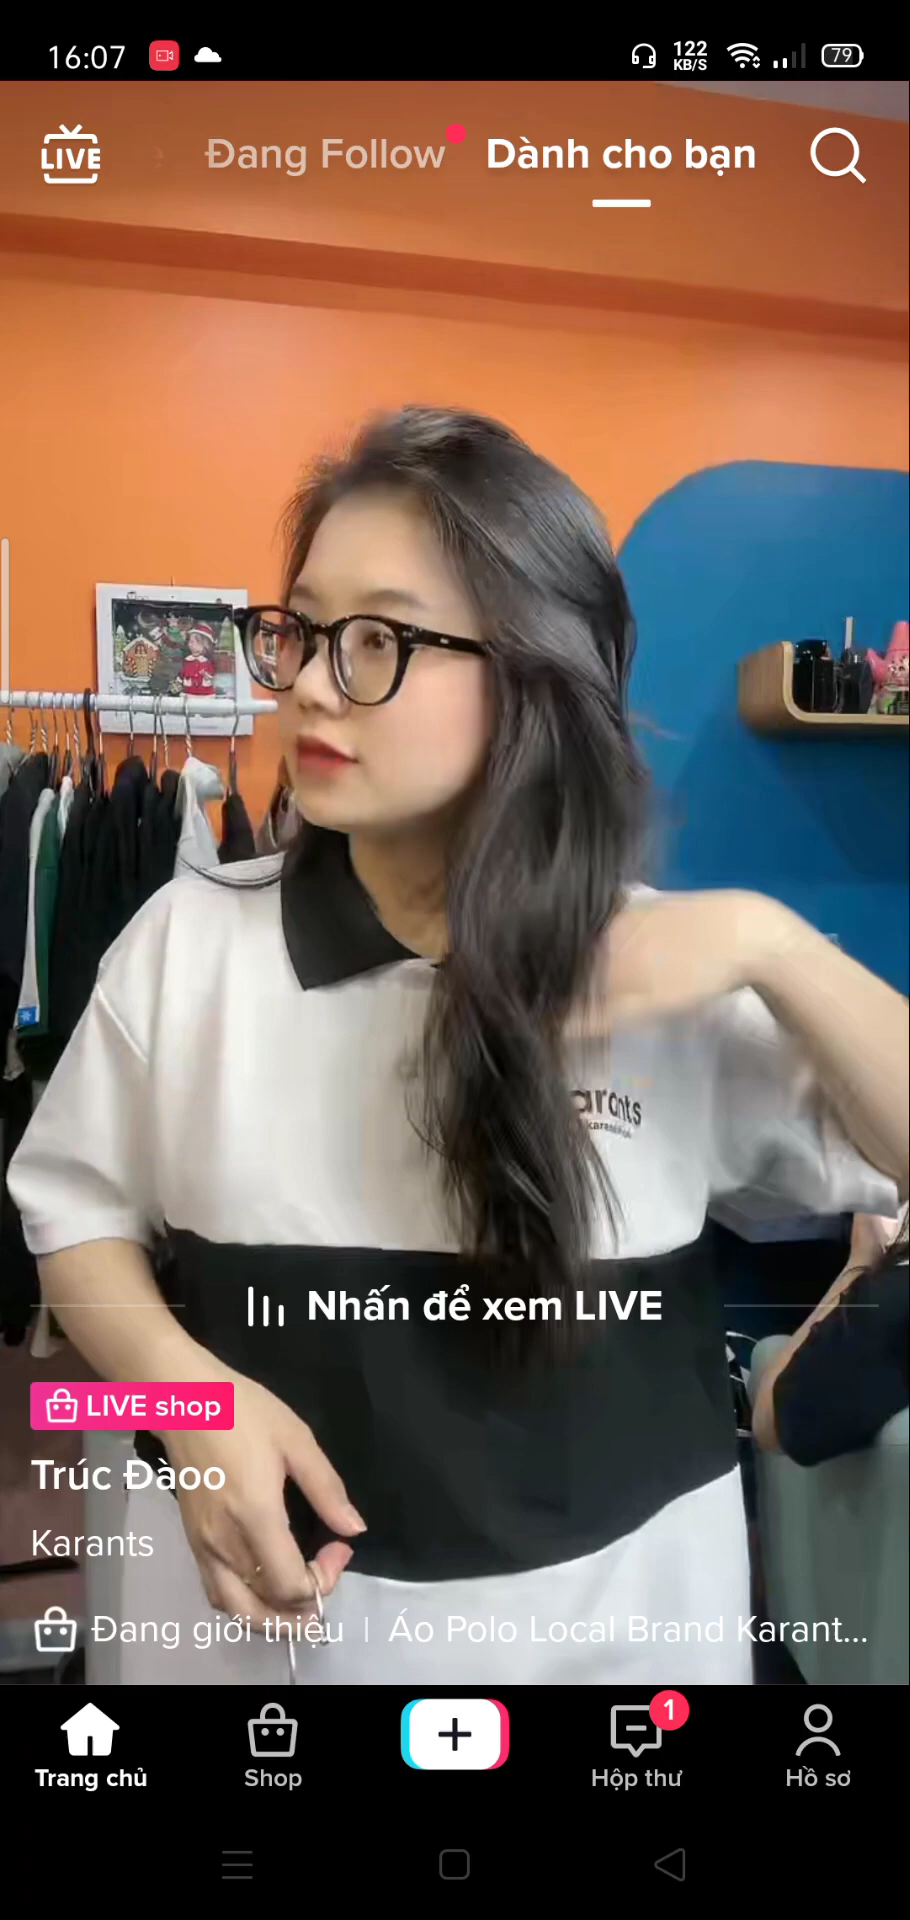 16:07
122
KB/S
79
LIVE
Đang Follow
Dành cho bạn
arants
Nhấn để xem LIVE
LIVE shop
Trúc Đàoo
Karants
Đang giới thiệu | Áo Polo Local Brand Karant...
1
Trang chủ
Shop
Hộp thư
Hồ sơ